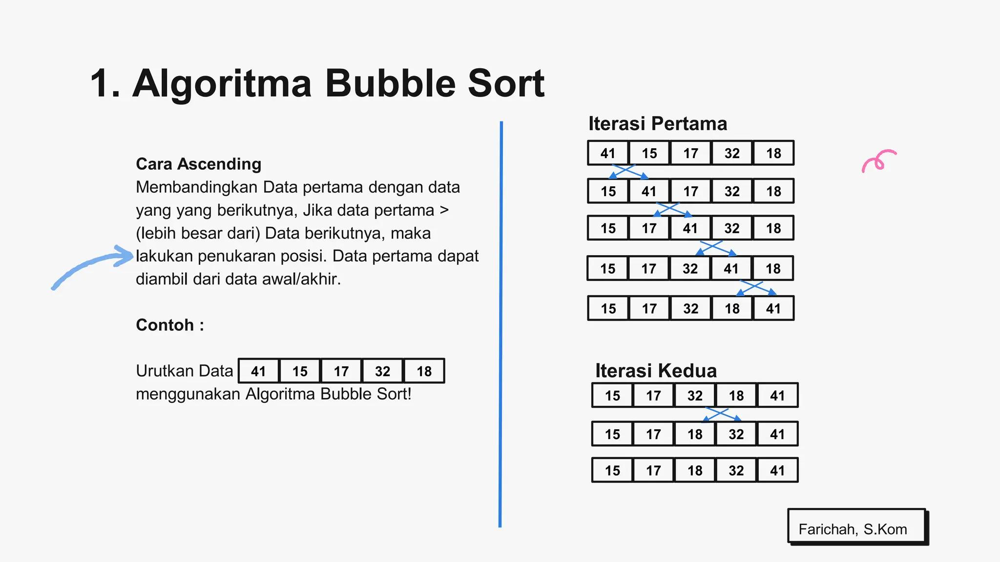 1. Algoritma Bubble Sort
Cara Ascending
Membandingkan Data pertama dengan data
yang yang berikutnya, Jika data pertama >
(lebih besar dari) Data berikutnya, maka
lakukan penukaran posisi. Data pertama dapat
diambil dari data awal/akhir.
Contoh :
Urutkan Data 41 15 17 32 18
menggunakan Algoritma Bubble Sort!
Iterasi Pertama
41 15 17 32 18
15 41 17 32 18
15 17 41 32 18
15 17 32 41 18
15 17 32 18 41
Iterasi Kedua
15 17 32 18 41
15 17 18 32 41
15 17 18 32 41
Farichah, S.Kom